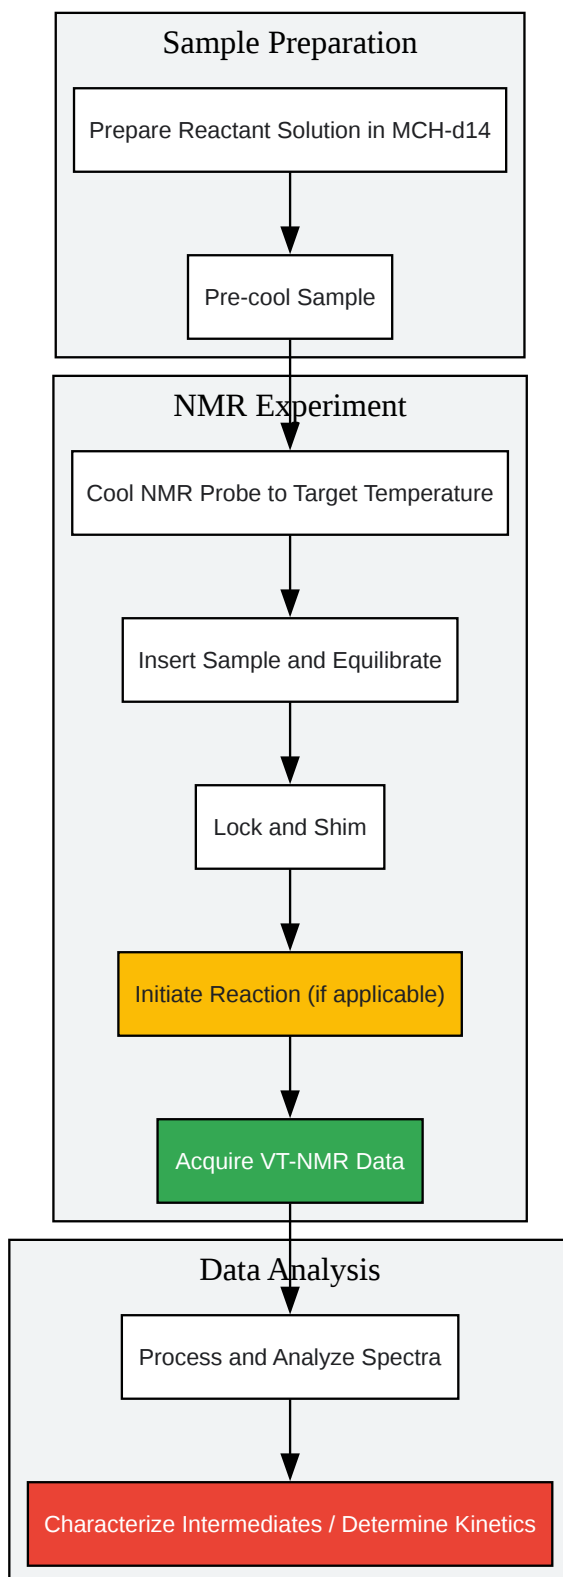 Sample Preparation
Prepare Reactant Solution in MCH-d14
Pre-cool Sample
NMR Experiment
Cool NMR Probe to Target Temperature
Insert Sample and Equilibrate
Lock and Shim
Initiate Reaction (if applicable)
Acquire VT-NMR Data
Data Analysis
Process and Analyze Spectra
Characterize Intermediates / Determine Kinetics